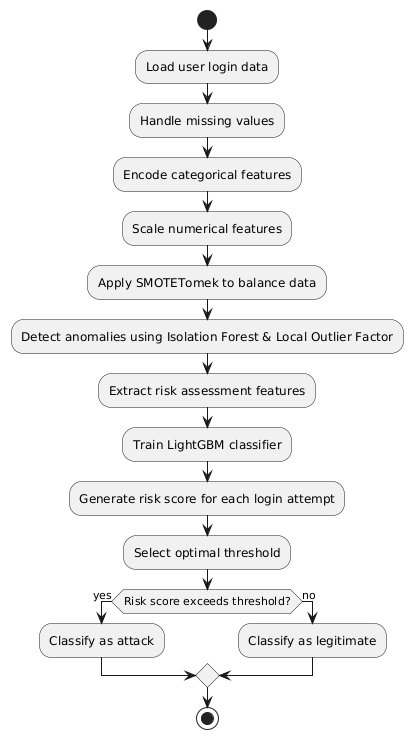 Load user login data
Handle missing values
Encode categorical features
Scale numerical features
Apply SMOTETomek to balance data
Detect anomalies using Isolation Forest & Local Outlier Factor
Extract risk assessment features
Train LightGBM classifier
Generate risk score for each login attempt
Select optimal threshold
yes
Risk score exceeds threshold?
no
Classify as attack
Classify as legitimate